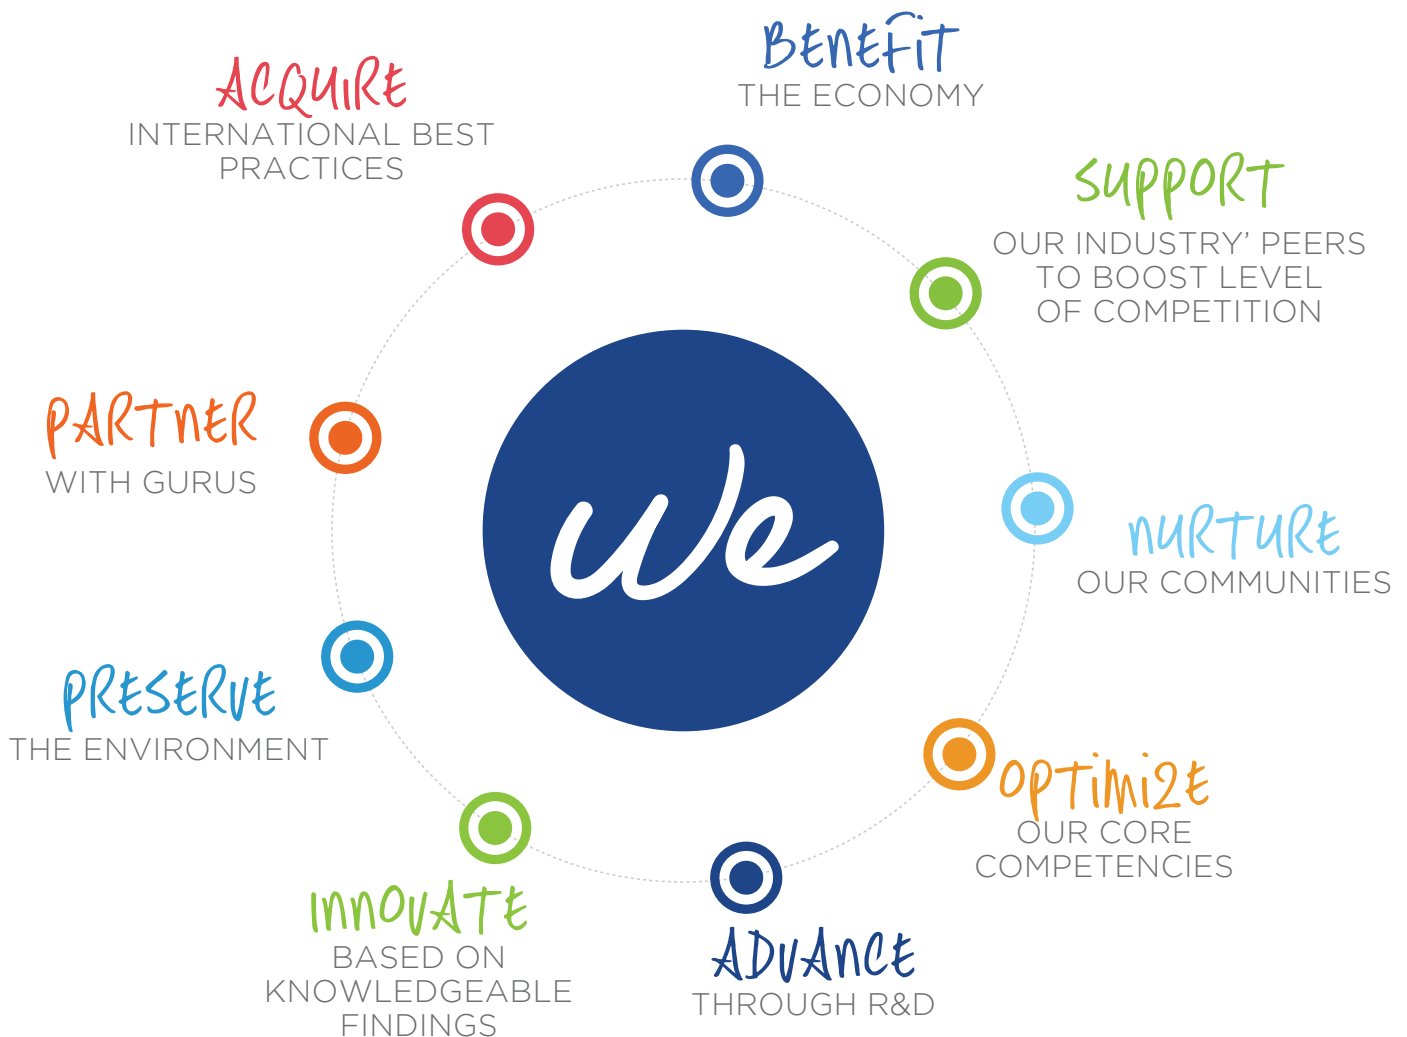 BENEFIT
THE ECONOMY
ACQUIRE
INTERNATIONAL BEST
PRACTICES
SUPPORT
OUR INDUSTRY’ PEERS
TO BOOST LEVEL
OF COMPETITION
PARTNER
WITH GURUS
We
NURTURE
OUR COMMUNITIES
PRESERVE
THE ENVIRONMENT
OPTIMIZE
OUR CORE
COMPETENCIES
INNOVATE
BASED ON
KNOWLEDGEABLE
FINDINGS
ADVANCE
THROUGH R&D